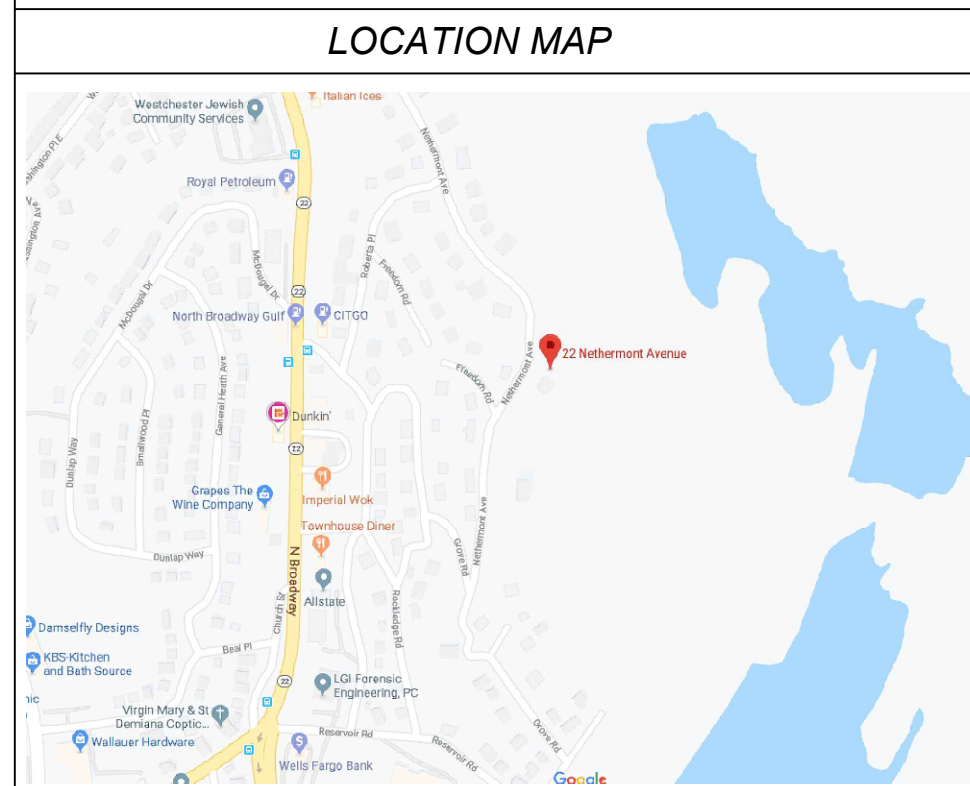 LOCATION MAP
Italian Ices
Westchester Jewish
Community Services
Nethermont Ave
Royal Petroleum
22
McDougal Dr
Roberta Pl
Freedom Rd
McDougal Dr
22
North Broadway Gulf
CITGO
22 Nethermont Avenue
Nethermont Ave
Freedom Rd
General Heath Ave
Smallwood Pl
Dunlap Way
Dunkin'
22
Grapes The
Wine Company
Imperial Wok
Townhouse Diner
Nethermont Ave
Grove Rd
Dunlap Way
N Broadway
Allstate
Church St
Rockledge Rd
Damselfly Designs
Beal Pl
KBS-Kitchen
and Bath Source
22
LGI Forensic
Engineering, PC
Virgin Mary & St
Demiana Coptic...
Wallauer Hardware
Reservoir Rd
Reservoir Rd
Grove Rd
Wells Fargo Bank
Google